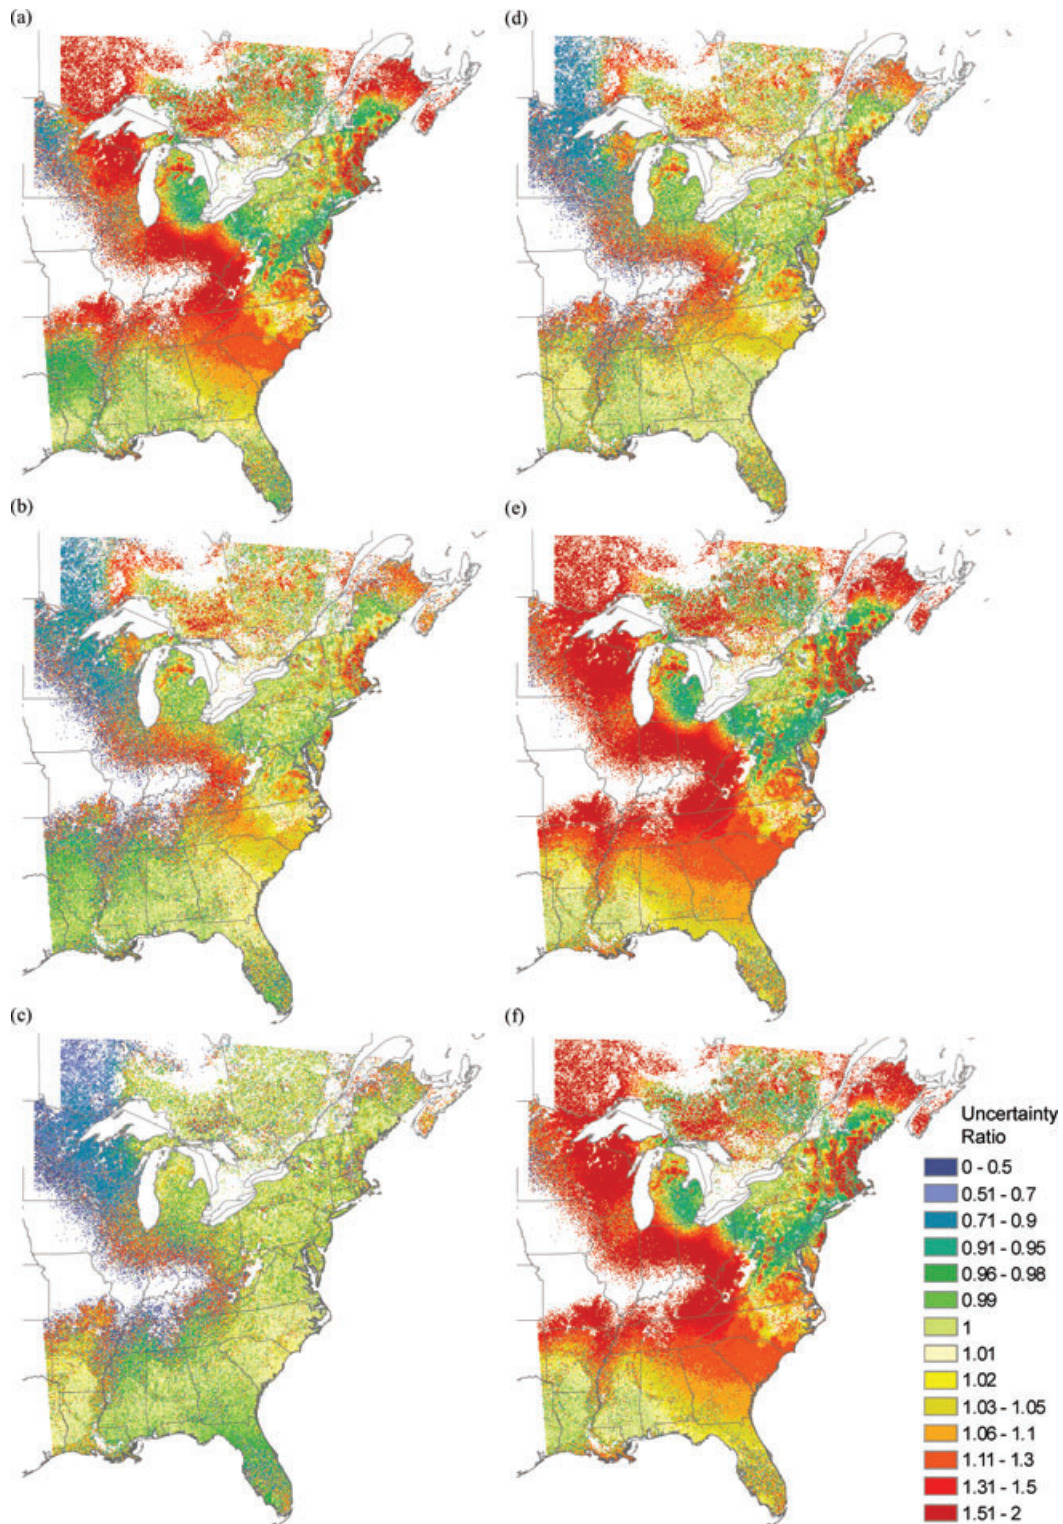 (a)
(d)
(b)
(e)
(c)
(f)
Uncertainty
Ratio
0 - 0.5
0.51 - 0.7
0.71 - 0.9
0.91 - 0.95
0.96 - 0.98
0.99
1
1.01
1.02
1.03 - 1.05
1.06 - 1.1
1.11 - 1.3
1.31 - 1.5
1.51 - 2